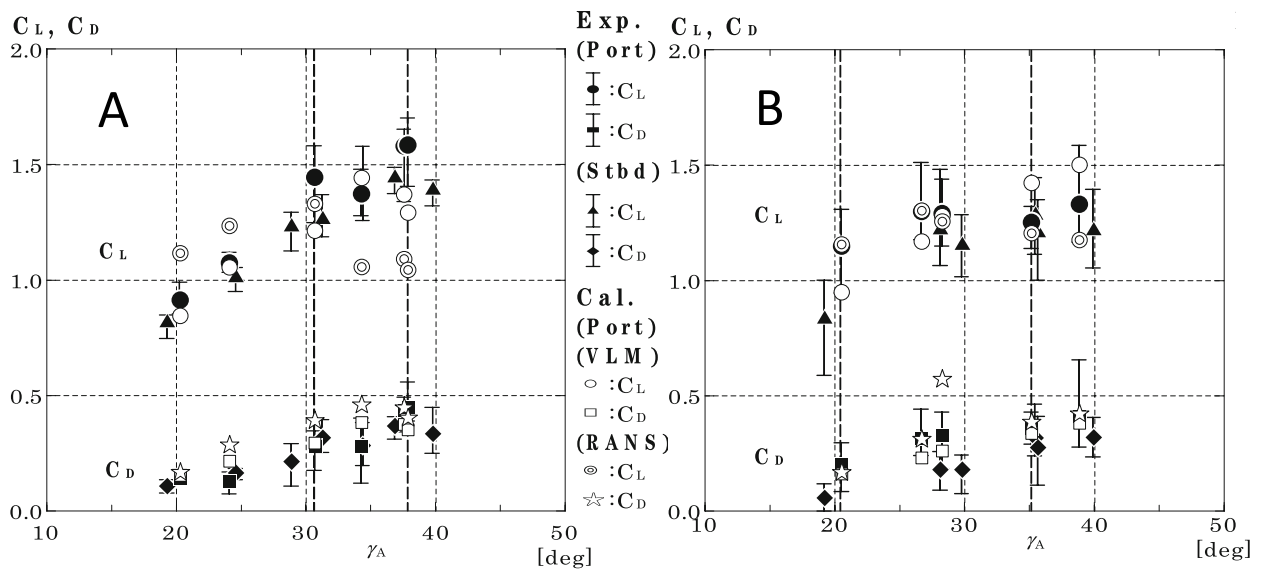 CL, CD
2.0
1.5
1.0
0.5
0.0
10
20
30
40
50
γA
[deg]
A
CL
CD
Exp.
(Port)
:CL
:CD
(Stbd)
:CL
:CD
Cal.
(Port)
(VLM)
:CL
:CD
(RANS)
:CL
:CD
CL, CD
2.0
1.5
1.0
0.5
0.0
10
20
30
40
50
γA
[deg]
B
CL
CD